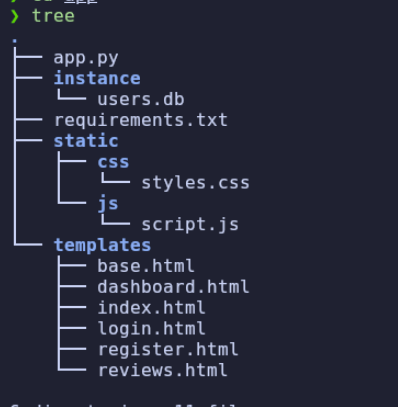 ❯ tree
.
├── app.py
├── instance
│   └── users.db
├── requirements.txt
├── static
│   ├── css
│   │   └── styles.css
│   └── js
│       └── script.js
└── templates
    ├── base.html
    ├── dashboard.html
    ├── index.html
    ├── login.html
    ├── register.html
    └── reviews.html